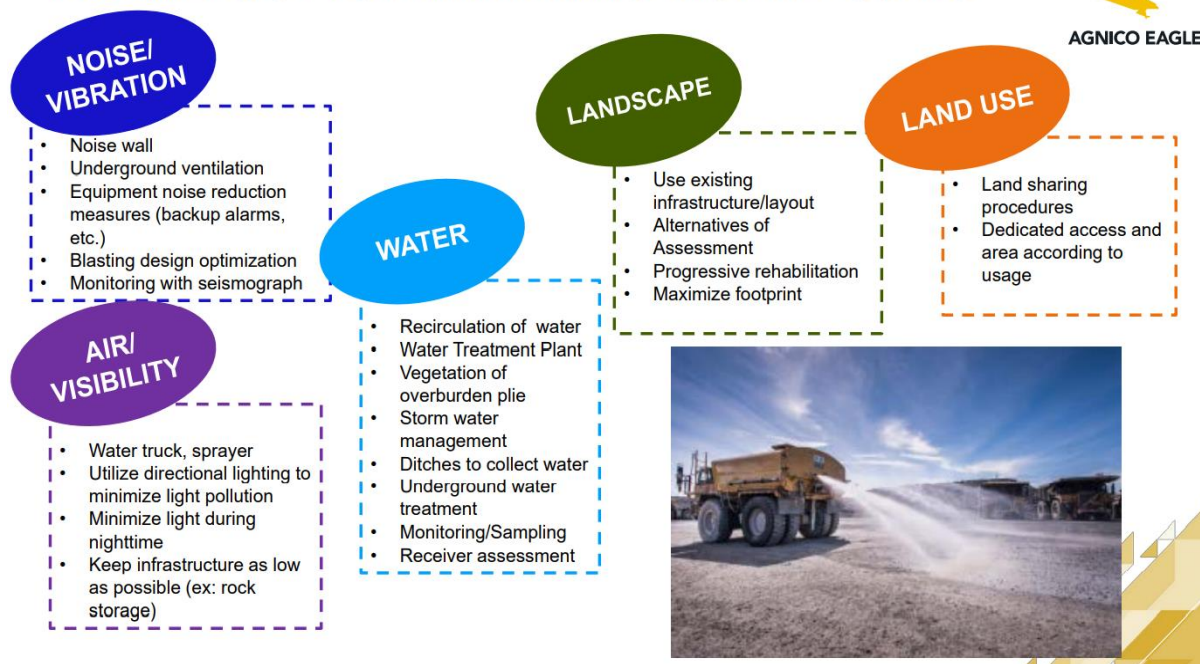 AGNICO EAGLE
NOISE/
VIBRATION
• Noise wall
• Underground ventilation
• Equipment noise reduction
measures (backup alarms,
etc.)
• Blasting design optimization
• Monitoring with seismograph
AIR/
VISIBILITY
• Water truck, sprayer
• Utilize directional lighting to
minimize light pollution
• Minimize light during
nighttime
• Keep infrastructure as low
as possible (ex: rock
storage)
WATER
• Recirculation of water
• Water Treatment Plant
• Vegetation of
overburden plie
• Storm water
management
• Ditches to collect water
• Underground water
treatment
• Monitoring/Sampling
• Receiver assessment
LANDSCAPE
• Use existing
infrastructure/layout
• Alternatives of
Assessment
• Progressive rehabilitation
• Maximize footprint
LAND USE
• Land sharing
procedures
• Dedicated access and
area according to
usage